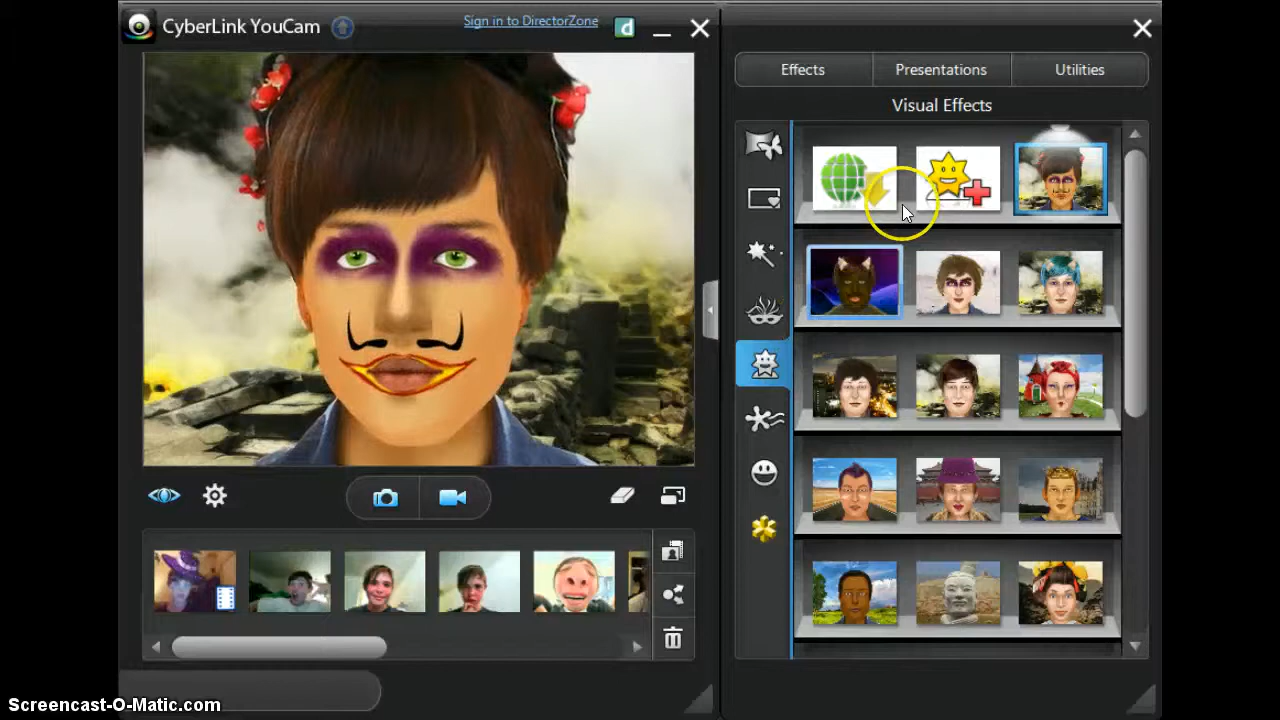 CyberLink YouCam
Sign in to DirectorZone
d
Effects
Presentations
Utilities
Visual Effects
Screencast-O-Matic.com